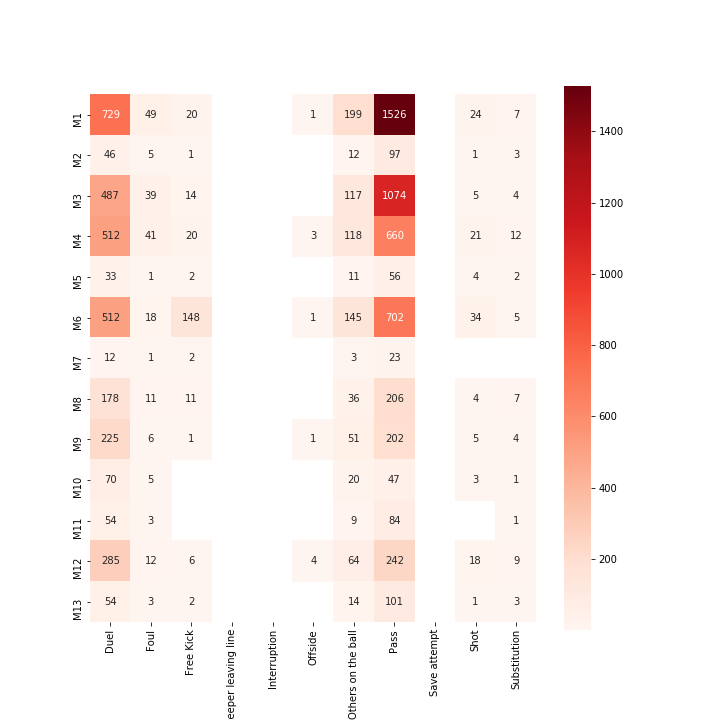 M1 729 49 20 1 199 1526 24 7
M2 46 5 1 12 97 1 3
M3 487 39 14 117 1074 5 4
M4 512 41 20 3 118 660 21 12
M5 33 1 2 11 56 4 2
M6 512 18 148 1 145 702 34 5
M7 12 1 2 3 23
M8 178 11 11 36 206 4 7
M9 225 6 1 1 51 202 5 4
M10 70 5 20 47 3 1
M11 54 3 9 84 1
M12 285 12 6 4 64 242 18 9
M13 54 3 2 14 101 1 3
Duel
Foul
Free Kick
eeper leaving line
Interruption
Offside
Others on the ball
Pass
Save attempt
Shot
Substitution
1400
1200
1000
800
600
400
200